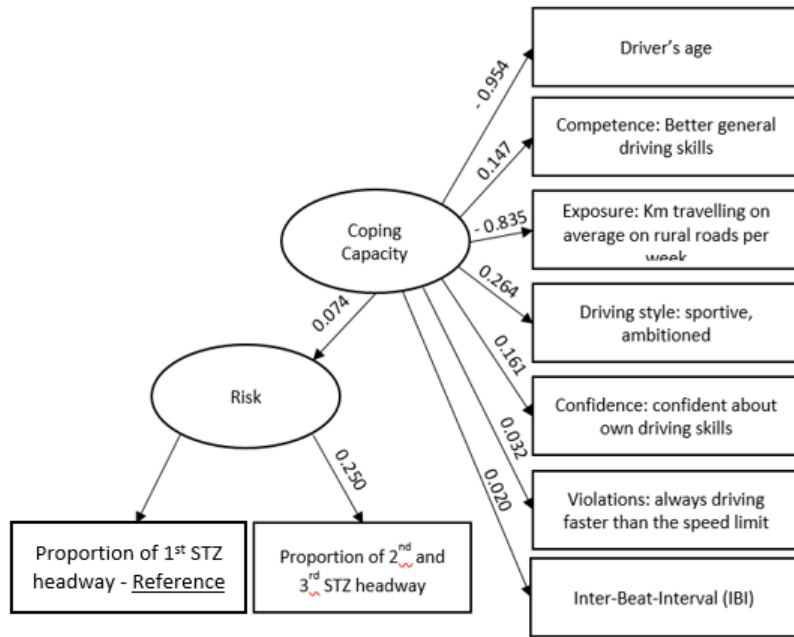 Driver's age
- 0.954
Competence: Better general
driving skills
0.147
Exposure: Km travelling on
average on rural roads per
week
- 0.835
Coping
Capacity
Driving style: sportive,
ambitioned
0.264
0.074
Confidence: confident about
own driving skills
0.161
Risk
Violations: always driving
faster than the speed limit
0.032
0.020
0.250
Proportion of 1st STZ
headway - Reference
Proportion of 2nd and
3rd STZ headway
Inter-Beat-Interval (IBI)